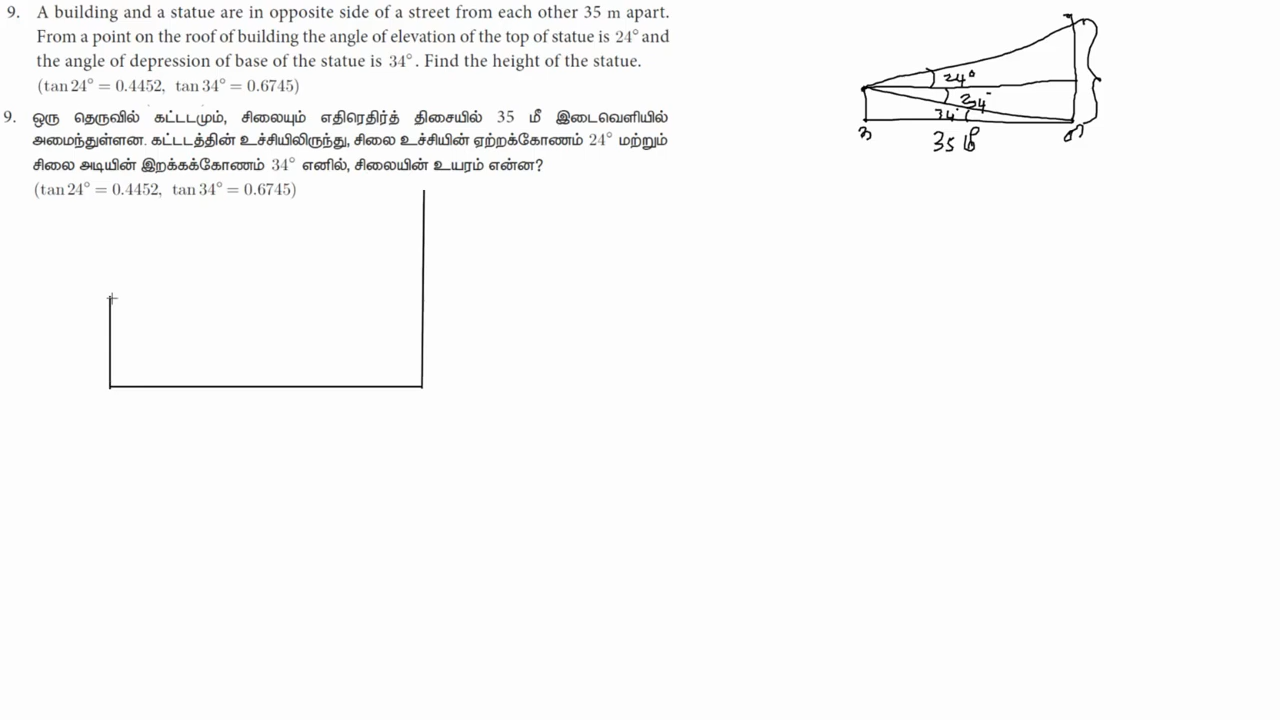 9. A building and a statue are in opposite side of a street from each other 35 m apart.
From a point on the roof of building the angle of elevation of the top of statue is 24° and
the angle of depression of base of the statue is 34°. Find the height of the statue.
(tan 24° = 0.4452, tan 34° = 0.6745)
9. ஒரு தெருவில் கட்டடமும், சிலையும் எதிரெதிர்த் திசையில் 35 மீ இடைவெளியில்
அமைந்துள்ளன. கட்டடத்தின் உச்சியிலிருந்து, சிலை உச்சியின் ஏற்றக்கோணம் 24° மற்றும்
சிலை அடியின் இறக்கக்கோணம் 34° எனில், சிலையின் உயரம் என்ன?
(tan 24° = 0.4452, tan 34° = 0.6745)
24°
34°
34°
35 மீ